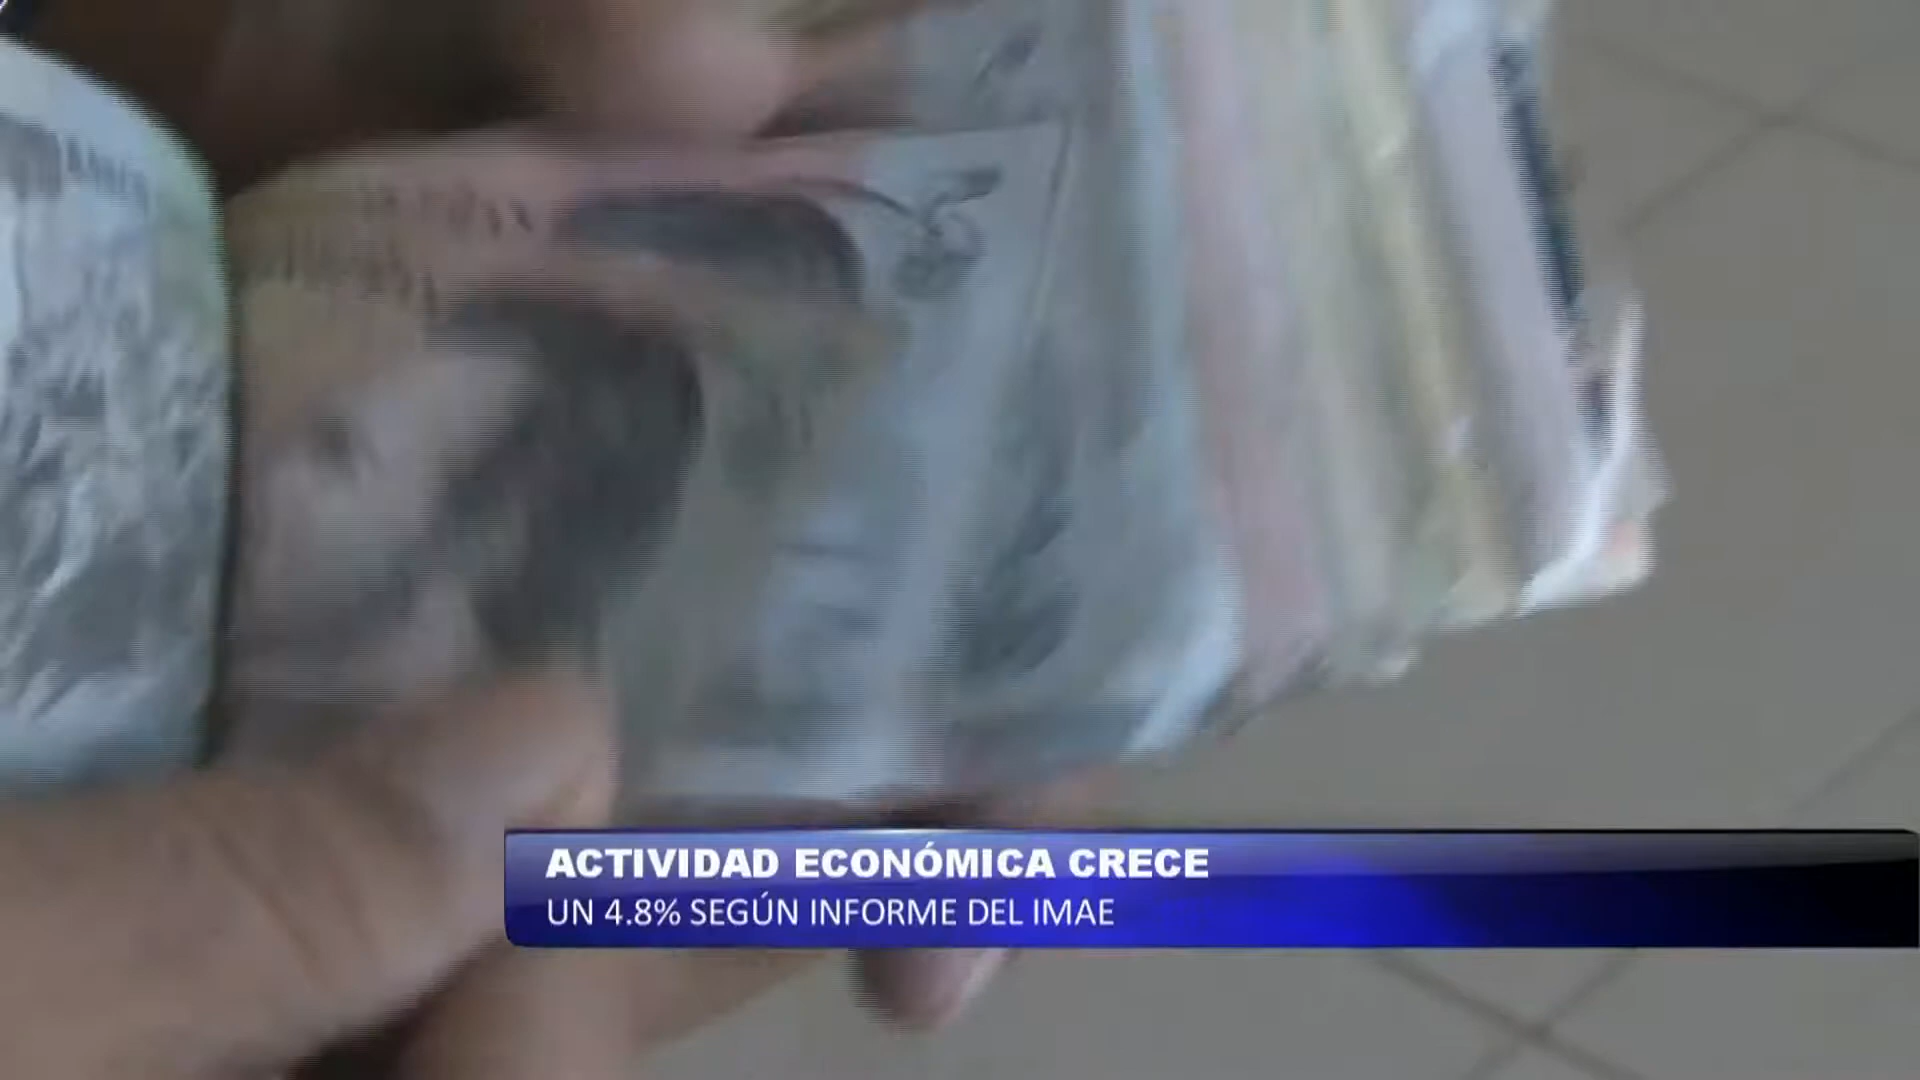 ACTIVIDAD ECONÓMICA CRECE
UN 4.8% SEGÚN INFORME DEL IMAE